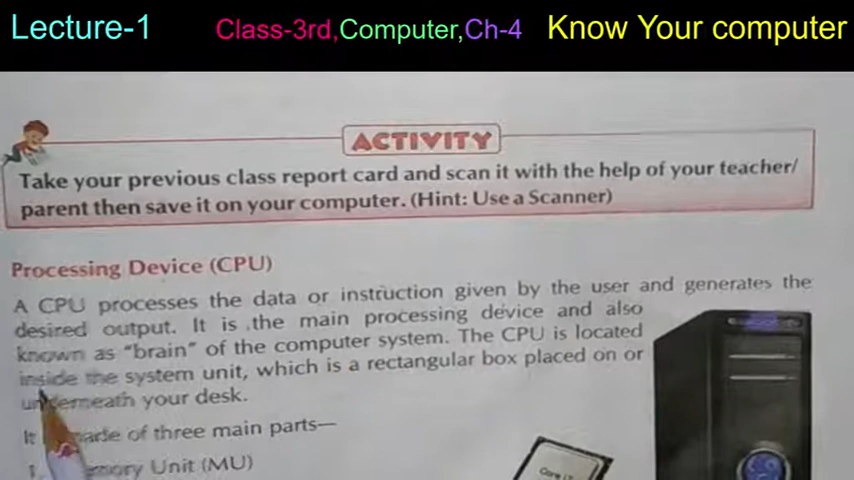 Lecture-1 Class-3rd,Computer,Ch-4 Know Your computer
ACTIVITY
Take your previous class report card and scan it with the help of your teacher/
parent then save it on your computer. (Hint: Use a Scanner)
Processing Device (CPU)
A CPU processes the data or instruction given by the user and generates the
desired output. It is the main processing device and also
known as "brain" of the computer system. The CPU is located
inside the system unit, which is a rectangular box placed on or
underneath your desk.
It made of three main parts—
Unit (MU)
Core